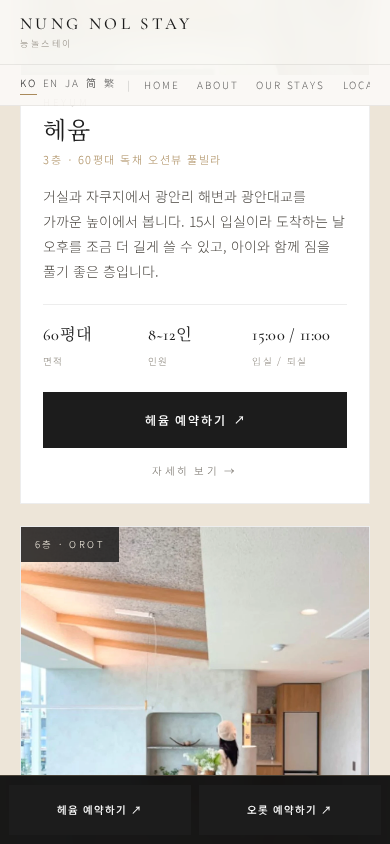 NUNG NOL STAY
능놀스테이
KO EN JA 简 繁 | HOME ABOUT OUR STAYS LOCA
헤윰
3층 · 60평대 독채 오션뷰 풀빌라
거실과 자쿠지에서 광안리 해변과 광안대교를
가까운 높이에서 봅니다. 15시 입실이라 도착하는 날
오후를 조금 더 길게 쓸 수 있고, 아이와 함께 짐을
풀기 좋은 층입니다.
60평대 8~12인 15:00 / 11:00
면적 인원 입실 / 퇴실
헤윰 예약하기 ↗
자세히 보기 →
6층 · OROT
헤윰 예약하기 ↗ 오롯 예약하기 ↗